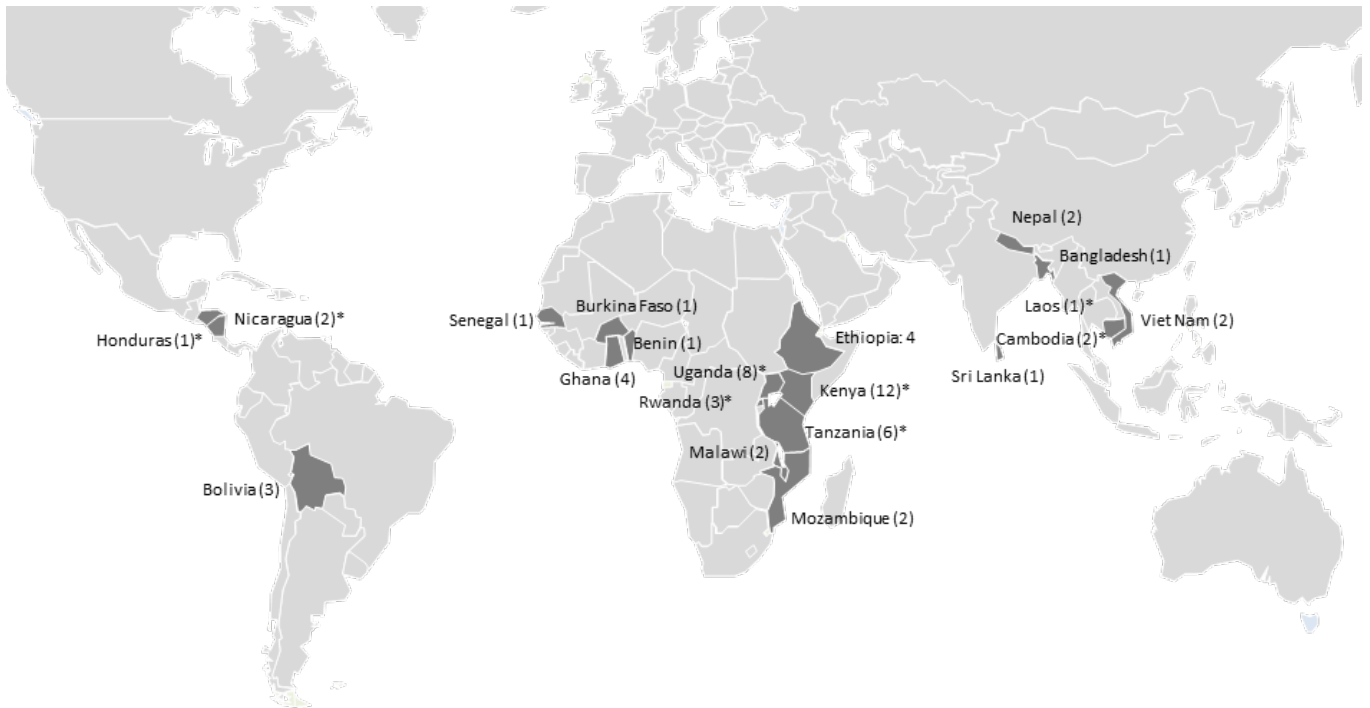 Nepal (2)
Bangladesh (1)
Burkina Faso (1)
Laos (1)*
Nicaragua (2)*
Senegal (1)
Viet Nam (2)
Honduras (1)*
Benin (1)
Ethiopia: 4
Cambodia (2)*
Uganda (8)*
Sri Lanka (1)
Ghana (4)
Kenya (12)*
Rwanda (3)*
Tanzania (6)*
Malawi (2)
Bolivia (3)
Mozambique (2)